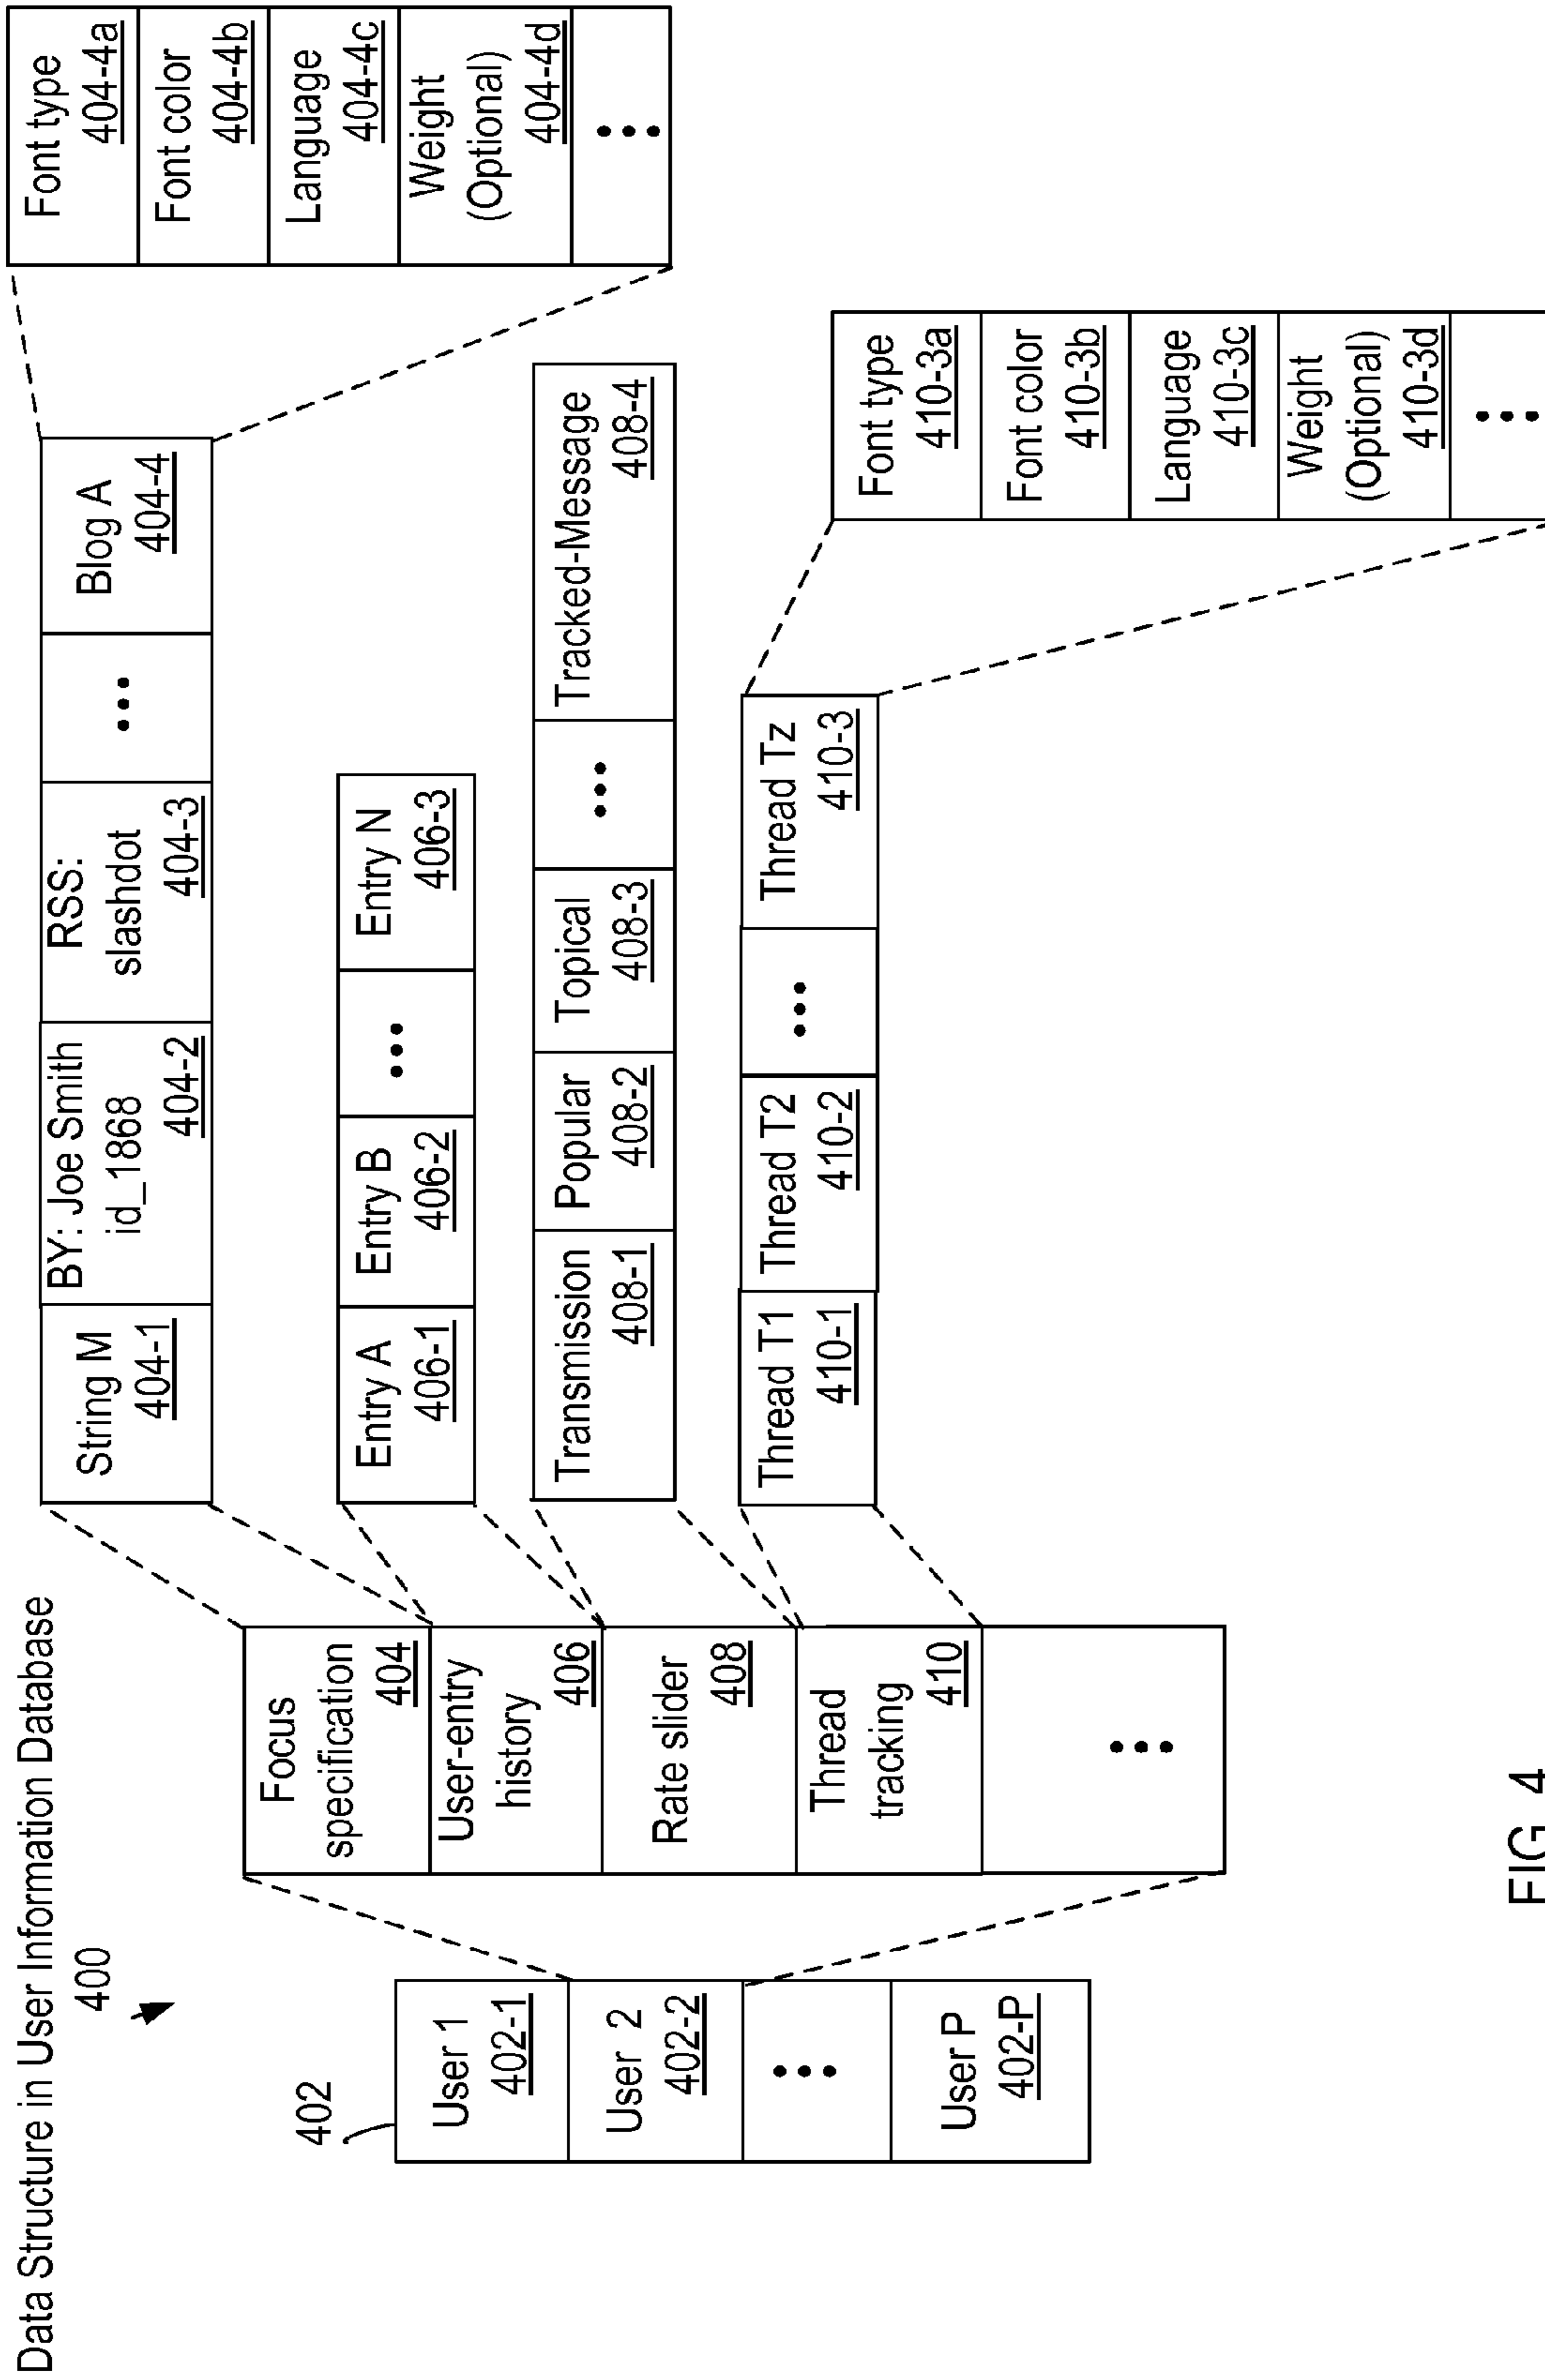 Data Structure in User Information Database
400
402
User 1
402-1
User 2
402-2
•••
User P
402-P
Focus
specification
404
User-entry
history
406
Rate slider
408
Thread
tracking
410
•••
String M
404-1
BY: Joe Smith
id_1868
404-2
RSS:
slashdot
404-3
•••
Blog A
404-4
Font type
404-4a
Font color
404-4b
Language
404-4c
Weight
(Optional)
404-4d
•••
Entry A
406-1
Entry B
406-2
•••
Entry N
406-3
Transmission
408-1
Popular
408-2
Topical
408-3
•••
Tracked-Message
408-4
Thread T1
410-1
Thread T2
410-2
•••
Thread Tz
410-3
Font type
410-3a
Font color
410-3b
Language
410-3c
Weight
(Optional)
410-3d
•••
FIG. 4